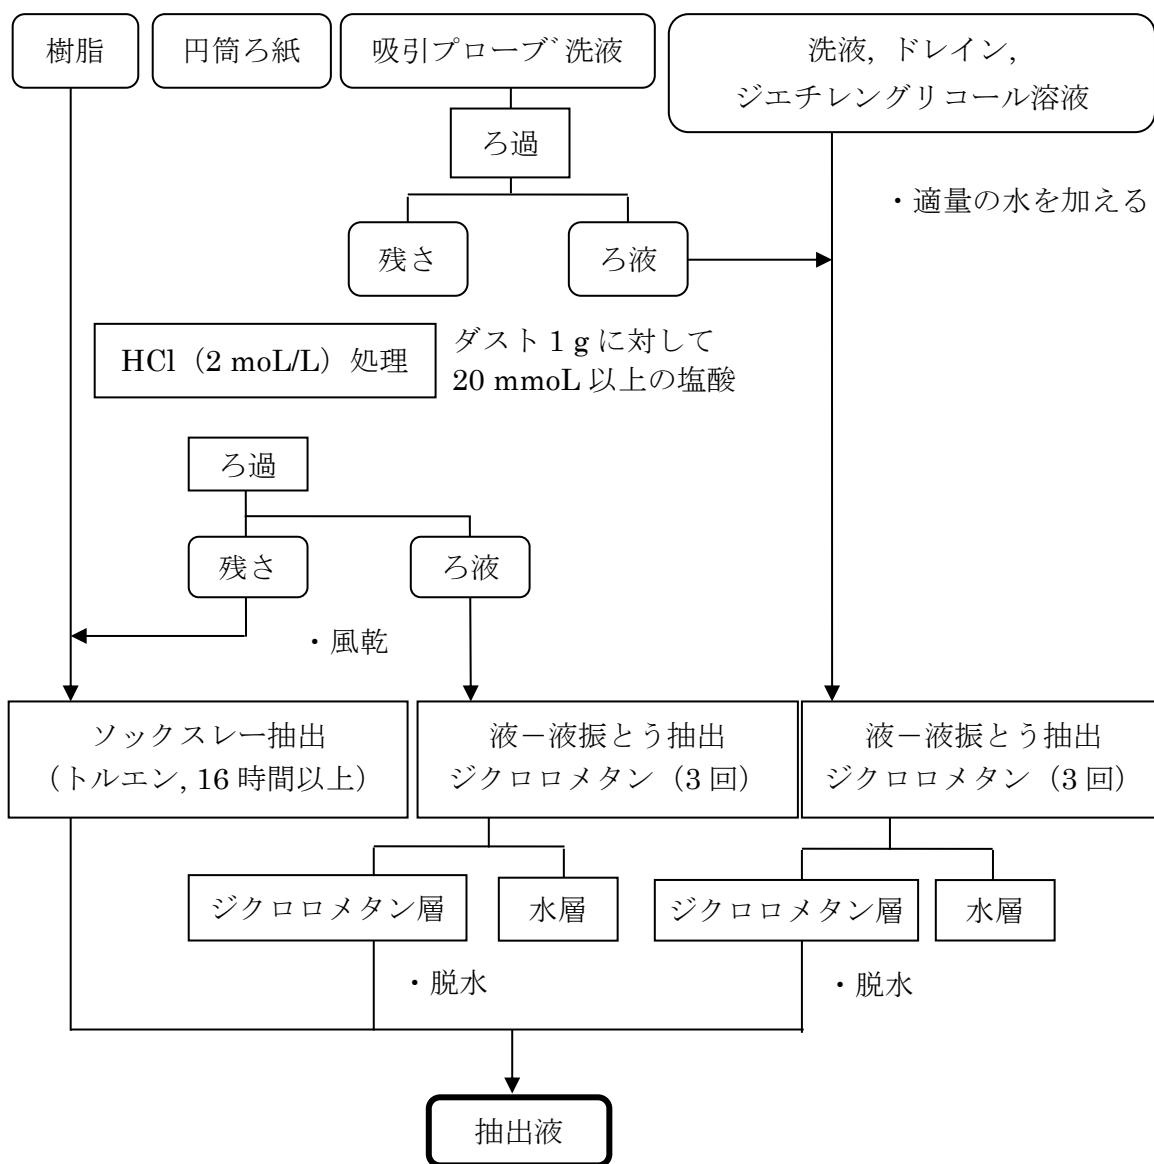 樹脂
円筒ろ紙
吸引プローブ゛洗液
洗液, ドレイン,
ジエチレングリコール溶液
ろ過
・適量の水を加える
残さ
ろ液
HCl（2 moL/L）処理
ダスト 1 g に対して
20 mmoL 以上の塩酸
ろ過
残さ
ろ液
・風乾
ソックスレー抽出
（トルエン, 16 時間以上）
液－液振とう抽出
ジクロロメタン（3 回）
液－液振とう抽出
ジクロロメタン（3 回）
ジクロロメタン層
水層
ジクロロメタン層
水層
・脱水
・脱水
抽出液